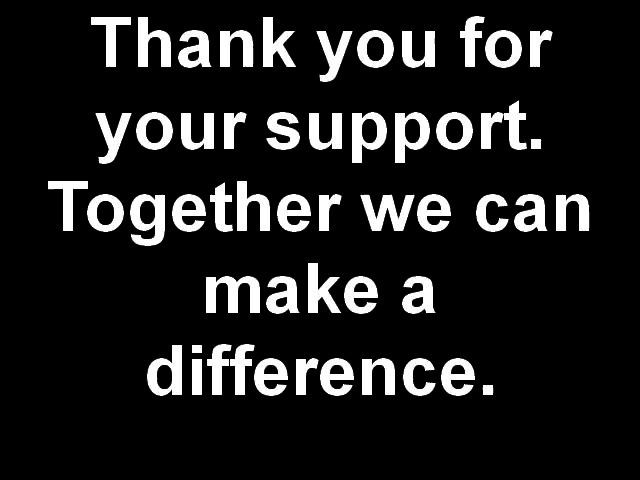 Thank you for
your support.
Together we can
make a
difference.